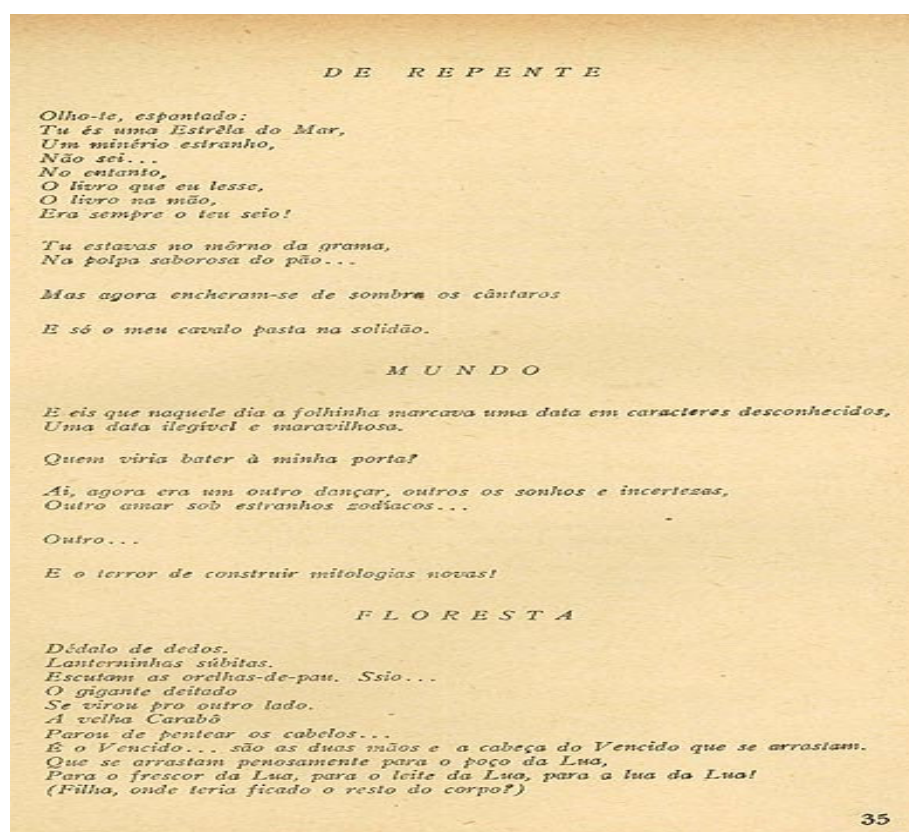 DE REPENTE
Olho-te, espantado:
Tu és uma Estrêla do Mar,
Um minério estranho,
Não sei...
No entanto,
O livro que eu lesse,
O livro na mão,
Era sempre o teu seio!
Tu estavas no môrno da grama,
Na polpa saborosa do pão...
Mas agora encheram-se de sombra os cântaros
E só o meu cavalo pasta na solidão.
MUNDO
E eis que naquele dia a folhinha marcava uma data em caracteres desconhecidos,
Uma data ilegível e maravilhosa.
Quem viria bater à minha porta?
Ai, agora era um outro dançar, outros os sonhos e incertezas,
Outro amar sob estranhos zodíacos...
Outro...
E o terror de construir mitologias novas!
FLORESTA
Dédalo de dedos.
Lanterninhas súbitas.
Escutam as orelhas-de-pau. Ssio...
O gigante deitado
Se virou pro outro lado.
A velha Carabô
Parou de pentear os cabelos...
É o Vencido... são as duas mãos e a cabeça do Vencido que se arrastam.
Que se arrastam penosamente para o poço da Lua,
Para o frescor da Lua, para o leite da Lua, para a lua da Lua!
(Filha, onde teria ficado o resto do corpo?)
35